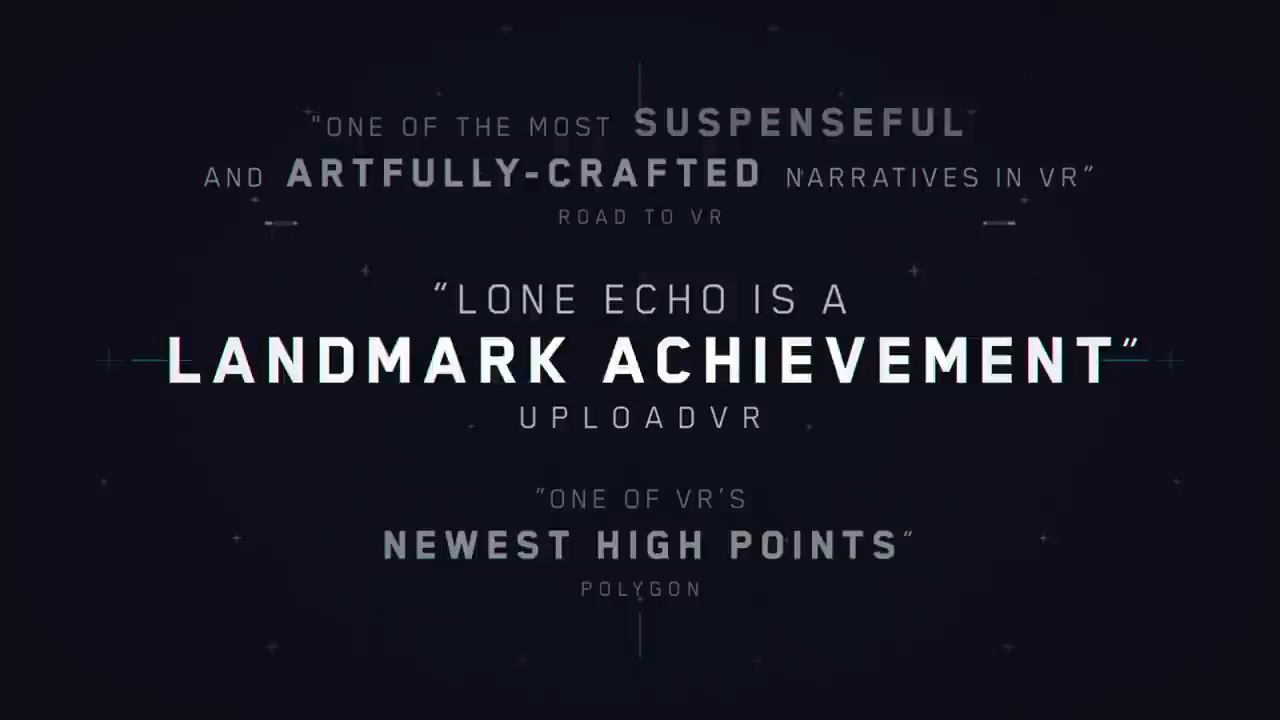 "ONE OF THE MOST SUSPENSEFUL
AND ARTFULLY-CRAFTED NARRATIVES IN VR"
ROAD TO VR
"LONE ECHO IS A
LANDMARK ACHIEVEMENT"
UPLOADVR
"ONE OF VR'S
NEWEST HIGH POINTS"
POLYGON